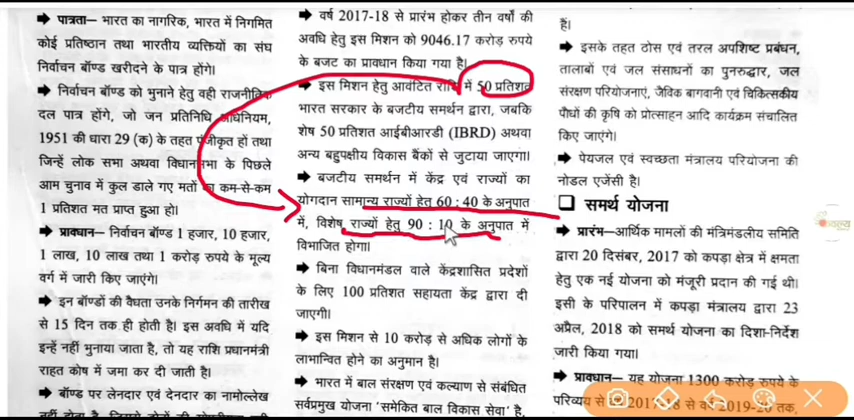 ➡ पात्रता— भारत का नागरिक, भारत में निगमित
कोई प्रतिष्ठान तथा भारतीय व्यक्तियों का संघ
निर्वाचन बॉण्ड खरीदने के पात्र होंगे।
➡ निर्वाचन बॉण्ड को भुनाने हेतु वही राजनीतिक
दल पात्र होंगे, जो जन प्रतिनिधि अधिनियम,
1951 की धारा 29 (क) के तहत पंजीकृत हों तथा
जिन्हें लोक सभा अथवा विधानसभा के पिछले
आम चुनाव में कुल डाले गए मतों का कम-से-कम
1 प्रतिशत मत प्राप्त हुआ हो।
➡ प्रावधान— निर्वाचन बॉण्ड 1 हजार, 10 हजार,
1 लाख, 10 लाख तथा 1 करोड़ रुपये के मूल्य
वर्ग में जारी किए जाएंगे।
➡ इन बॉण्डों की वैधता उनके निर्गमन की तारीख
से 15 दिन तक ही होती है। इस अवधि में यदि
इन्हें नहीं भुनाया जाता है, तो यह राशि प्रधानमंत्री
राहत कोष में जमा कर दी जाती है।
➡ बॉण्ड पर लेनदार एवं देनदार का नामोल्लेख
➡ वर्ष 2017-18 से प्रारंभ होकर तीन वर्षों की
अवधि हेतु इस मिशन को 9046.17 करोड़ रुपये
के बजट का प्रावधान किया गया है।
➡ इस मिशन हेतु आवंटित राशि में 50 प्रतिशत
भारत सरकार के बजटीय समर्थन द्वारा, जबकि
शेष 50 प्रतिशत आईबीआरडी (IBRD) अथवा
अन्य बहुपक्षीय विकास बैंकों से जुटाया जाएगा।
➡ बजटीय समर्थन में केंद्र एवं राज्यों का
योगदान सामान्य राज्यों हेतु 60 : 40 के अनुपात
में, विशेष राज्यों हेतु 90 : 10 के अनुपात में
विभाजित होगा।
➡ बिना विधानमंडल वाले केंद्रशासित प्रदेशों
के लिए 100 प्रतिशत सहायता केंद्र द्वारा दी
जाएगी।
➡ इस मिशन से 10 करोड़ से अधिक लोगों के
लाभान्वित होने का अनुमान है।
➡ भारत में बाल संरक्षण एवं कल्याण से संबंधित
सर्वप्रमुख योजना 'समेकित बाल विकास सेवा' है,
हैं।
➡ इसके तहत ठोस एवं तरल अपशिष्ट प्रबंधन,
तालाबों एवं जल संसाधनों का पुनरुद्धार, जल
संरक्षण परियोजनाएं, जैविक बागवानी एवं चिकित्सकीय
पौधों की कृषि को प्रोत्साहन आदि कार्यक्रम संचालित
किए जाएंगे।
➡ पेयजल एवं स्वच्छता मंत्रालय परियोजना की
नोडल एजेंसी है।
❑ समर्थ योजना
➡ प्रारंभ– आर्थिक मामलों की मंत्रिमंडलीय समिति
द्वारा 20 दिसंबर, 2017 को कपड़ा क्षेत्र में क्षमता
हेतु एक नई योजना को मंजूरी प्रदान की गई थी।
इसी के परिपालन में कपड़ा मंत्रालय द्वारा 23
अप्रैल, 2018 को समर्थ योजना का दिशा-निर्देश
जारी किया गया।
➡ प्रावधान– यह योजना 1300 करोड़ रुपये के
परिव्यय से 2017-18 से वर्ष 2019-20 तक,